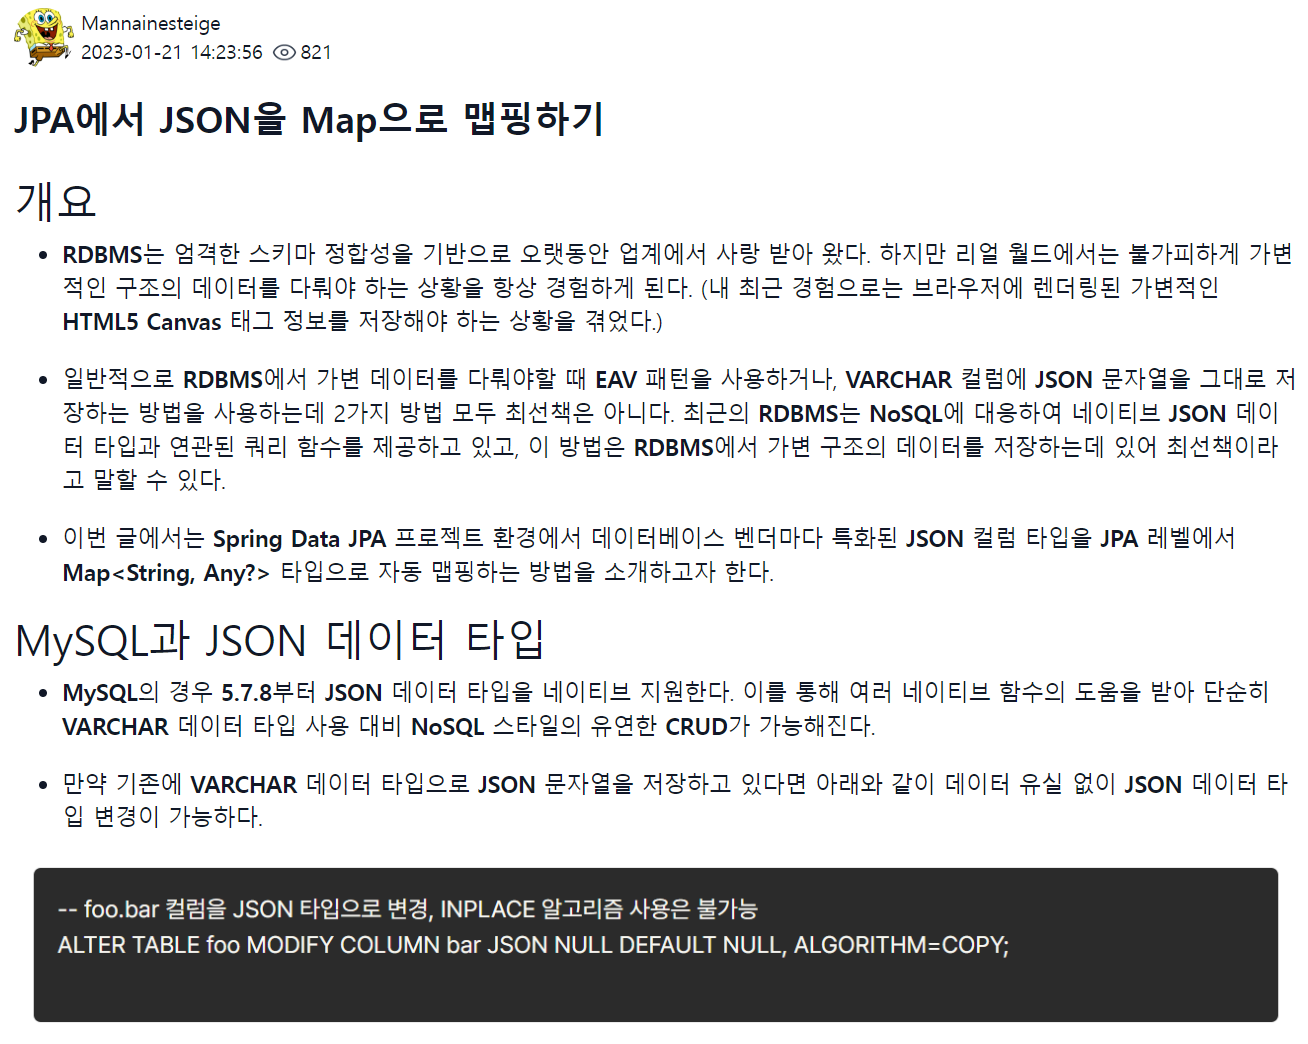 Mannainesteige
2023-01-21 14:23:56 821
JPA에서 JSON을 Map으로 맵핑하기
개요
• RDBMS는 엄격한 스키마 정합성을 기반으로 오랫동안 업계에서 사랑 받아 왔다. 하지만 리얼 월드에서는 불가피하게 가변
적인 구조의 데이터를 다뤄야 하는 상황을 항상 경험하게 된다. (내 최근 경험으로는 브라우저에 렌더링된 가변적인
HTML5 Canvas 태그 정보를 저장해야 하는 상황을 겪었다.)
• 일반적으로 RDBMS에서 가변 데이터를 다뤄야할 때 EAV 패턴을 사용하거나, VARCHAR 컬럼에 JSON 문자열을 그대로 저
장하는 방법을 사용하는데 2가지 방법 모두 최선책은 아니다. 최근의 RDBMS는 NoSQL에 대응하여 네이티브 JSON 데이
터 타입과 연관된 쿼리 함수를 제공하고 있고, 이 방법은 RDBMS에서 가변 구조의 데이터를 저장하는데 있어 최선책이라
고 말할 수 있다.
• 이번 글에서는 Spring Data JPA 프로젝트 환경에서 데이터베이스 벤더마다 특화된 JSON 컬럼 타입을 JPA 레벨에서
Map<String, Any?> 타입으로 자동 맵핑하는 방법을 소개하고자 한다.
MySQL과 JSON 데이터 타입
• MySQL의 경우 5.7.8부터 JSON 데이터 타입을 네이티브 지원한다. 이를 통해 여러 네이티브 함수의 도움을 받아 단순히
VARCHAR 데이터 타입 사용 대비 NoSQL 스타일의 유연한 CRUD가 가능해진다.
• 만약 기존에 VARCHAR 데이터 타입으로 JSON 문자열을 저장하고 있다면 아래와 같이 데이터 유실 없이 JSON 데이터 타
입 변경이 가능하다.
-- foo.bar 컬럼을 JSON 타입으로 변경, INPLACE 알고리즘 사용은 불가능
ALTER TABLE foo MODIFY COLUMN bar JSON NULL DEFAULT NULL, ALGORITHM=COPY;